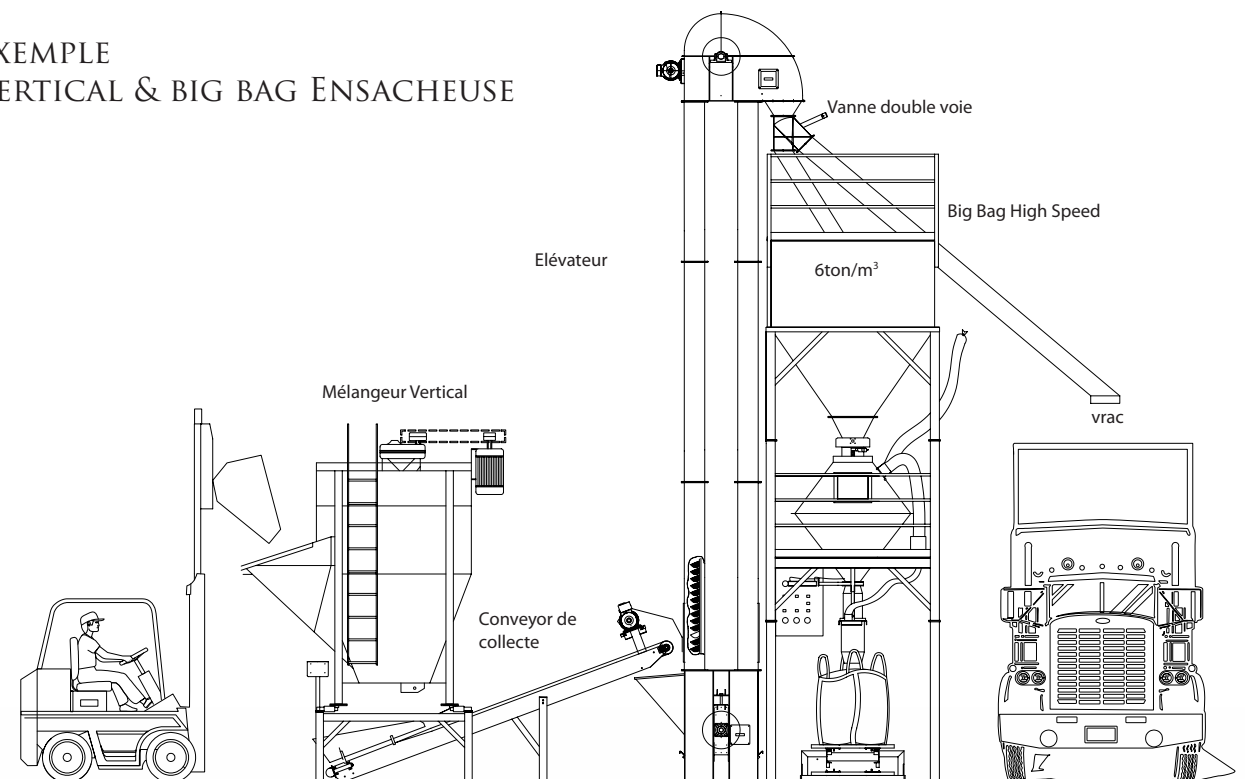 XEMPLE
ERTICAL & BIG BAG ENSACHEUSE
Vanne double voie
Big Bag High Speed
Elévateur
6ton/m³
Mélangeur Vertical
vrac
Conveyor de
collecte